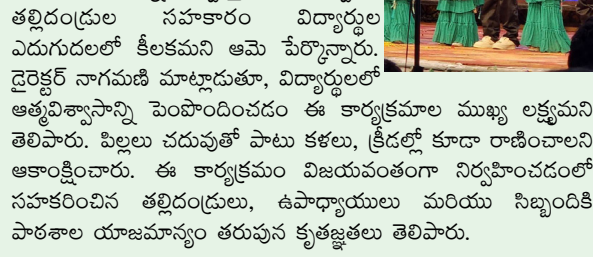 తల్లిదండ్రుల సహకారం విద్యార్థుల
ఎదుగుదలలో కీలకమని ఆమె పేర్కొన్నారు.
డైరెక్టర్ నాగమణి మాట్లాడుతూ, విద్యార్థులలో
ఆత్మవిశ్వాసాన్ని పెంపొందించడం ఈ కార్యక్రమాల ముఖ్య లక్ష్యమని
తెలిపారు. పిల్లలు చదువుతో పాటు కళలు, క్రీడల్లో కూడా రాణించాలని
ఆకాంక్షించారు. ఈ కార్యక్రమం విజయవంతంగా నిర్వహించడంలో
సహకరించిన తల్లిదండ్రులు, ఉపాధ్యాయులు మరియు సిబ్బందికి
పాఠశాల యాజమాన్యం తరుపున కృతజ్ఞతలు తెలిపారు.